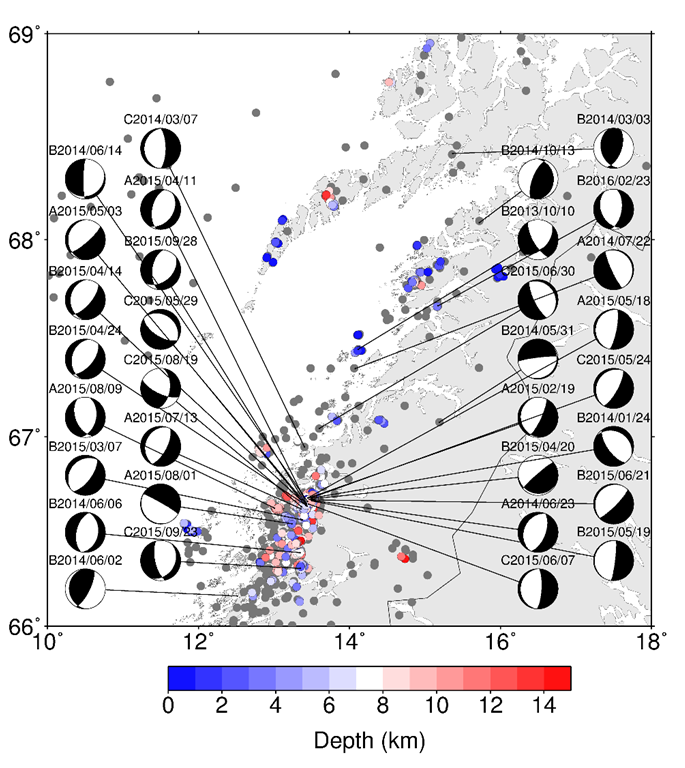 69°
68°
67°
66°
C2014/03/07
B2014/06/14
A2015/04/11
A2015/05/03
B2015/09/28
B2015/04/14
C2015/05/29
B2015/04/24
C2015/08/19
A2015/08/09
A2015/07/13
B2015/03/07
A2015/08/01
B2014/06/06
C2015/09/23
B2014/06/02
B2014/03/03
B2014/10/13
B2016/02/23
B2013/10/10
A2014/07/22
C2015/06/30
A2015/05/18
B2014/05/31
C2015/05/24
A2015/02/19
B2014/01/24
B2015/04/20
B2015/06/21
A2014/06/23
B2015/05/19
C2015/06/07
10° 12° 14° 16° 18°
0 2 4 6 8 10 12 14
Depth (km)